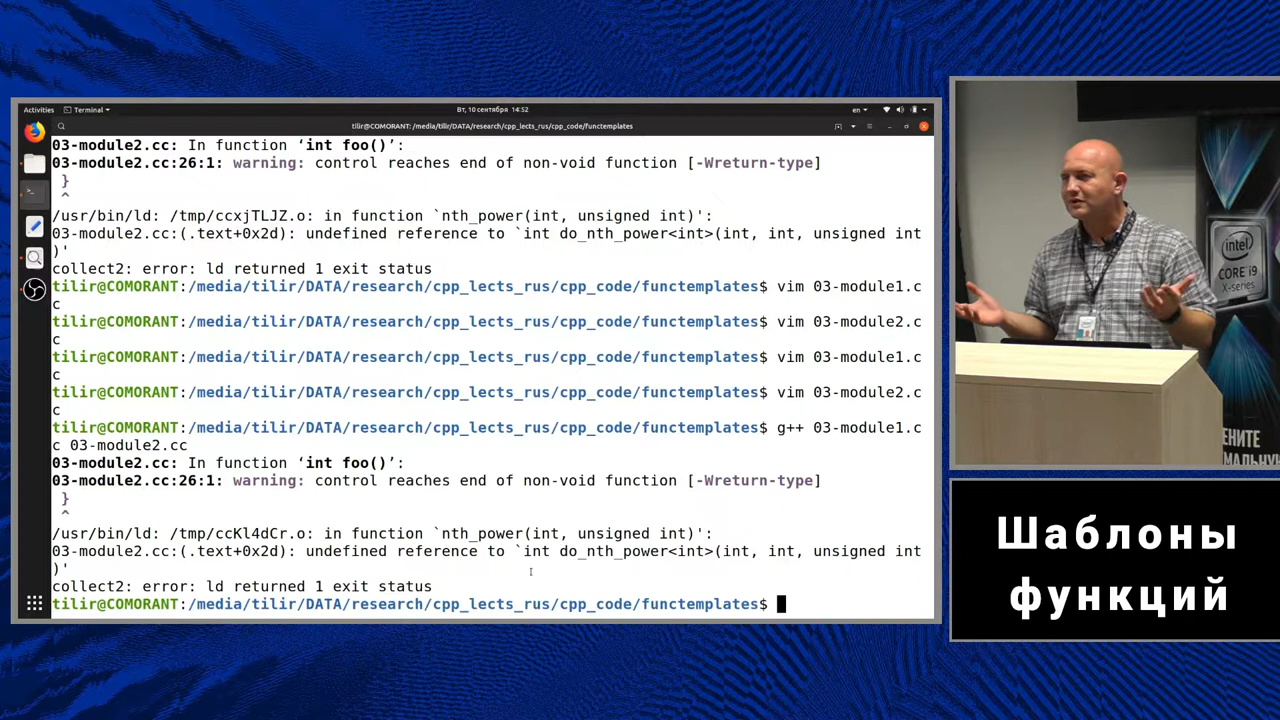 Activities
Terminal
Вт, 10 сентября 14:52
en
tilir@COMORANT: /media/tilir/DATA/research/cpp_lects_rus/cpp_code/functemplates
03-module2.cc: In function ‘int foo()’:
03-module2.cc:26:1: warning: control reaches end of non-void function [-Wreturn-type]
}
^
/usr/bin/ld: /tmp/ccxjTLJZ.o: in function `nth_power(int, unsigned int)':
03-module2.cc:(.text+0x2d): undefined reference to `int do_nth_power<int>(int, int, unsigned int
)'
collect2: error: ld returned 1 exit status
tilir@COMORANT:/media/tilir/DATA/research/cpp_lects_rus/cpp_code/functemplates$ vim 03-module1.c
c
tilir@COMORANT:/media/tilir/DATA/research/cpp_lects_rus/cpp_code/functemplates$ vim 03-module2.c
c
tilir@COMORANT:/media/tilir/DATA/research/cpp_lects_rus/cpp_code/functemplates$ vim 03-module1.c
c
tilir@COMORANT:/media/tilir/DATA/research/cpp_lects_rus/cpp_code/functemplates$ vim 03-module2.c
c
tilir@COMORANT:/media/tilir/DATA/research/cpp_lects_rus/cpp_code/functemplates$ g++ 03-module1.c
c 03-module2.cc
03-module2.cc: In function ‘int foo()’:
03-module2.cc:26:1: warning: control reaches end of non-void function [-Wreturn-type]
}
^
/usr/bin/ld: /tmp/ccKl4dCr.o: in function `nth_power(int, unsigned int)':
03-module2.cc:(.text+0x2d): undefined reference to `int do_nth_power<int>(int, int, unsigned int
)'
collect2: error: ld returned 1 exit status
tilir@COMORANT:/media/tilir/DATA/research/cpp_lects_rus/cpp_code/functemplates$
intel
CORE i9
X-series
Шаблоны
функций